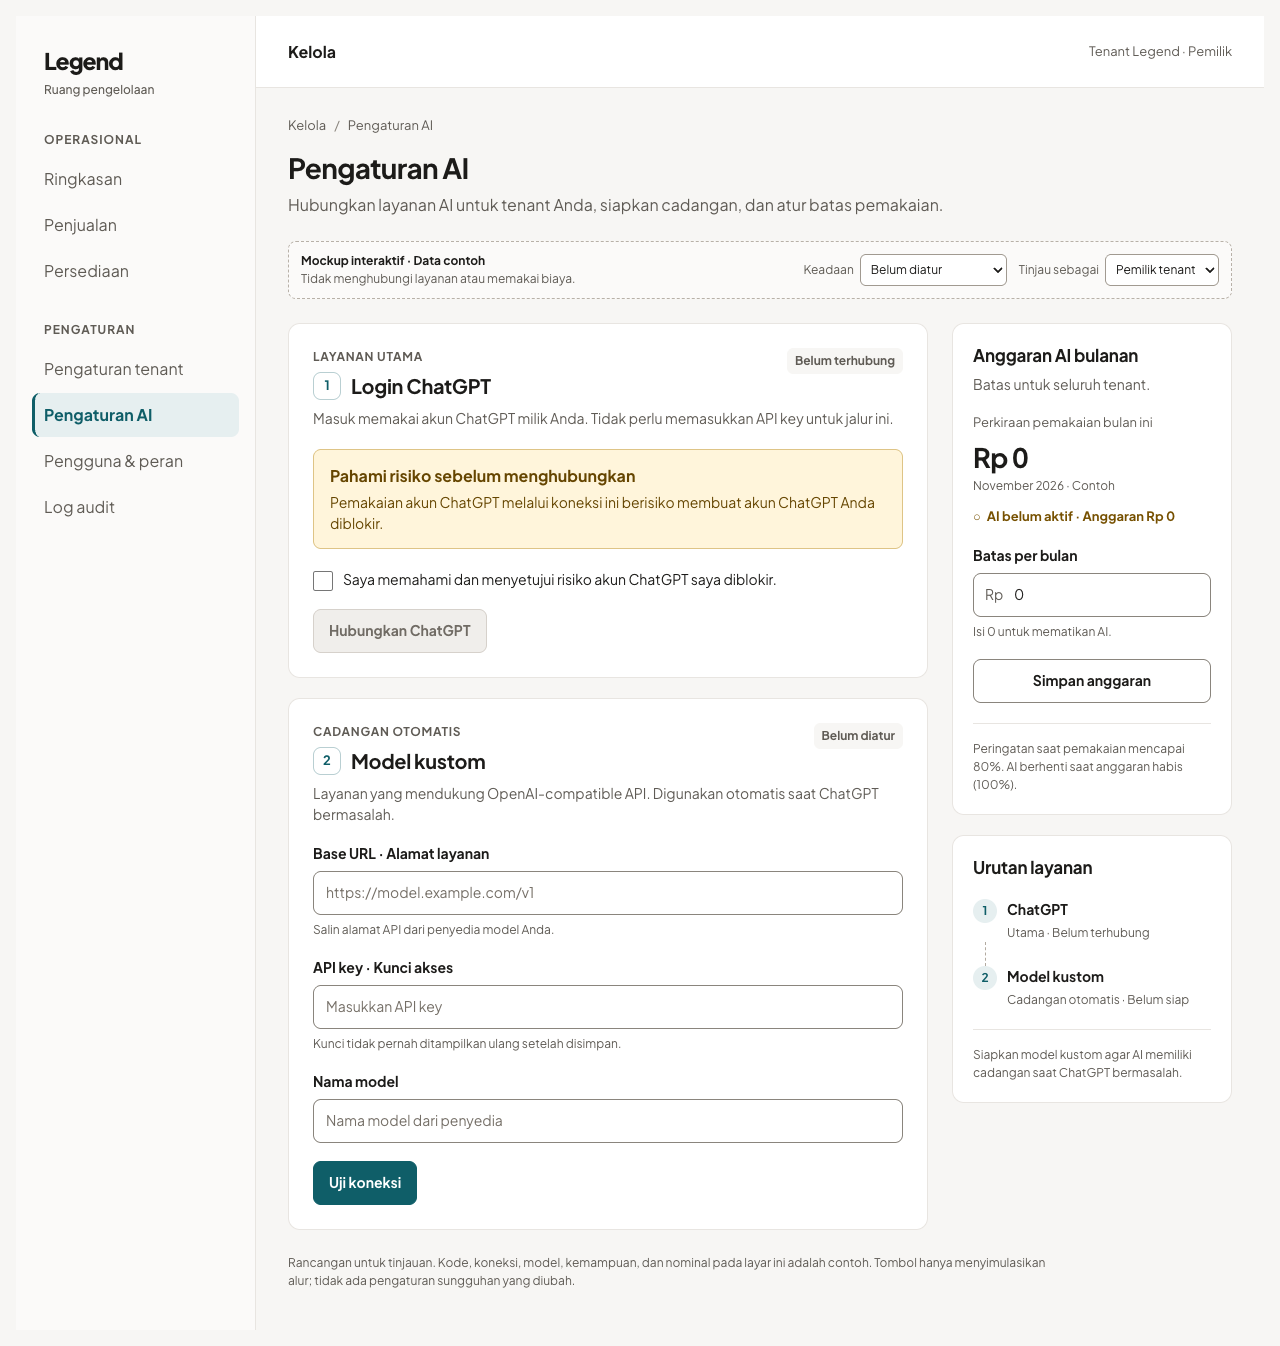 Legend
Ruang pengelolaan
OPERASIONAL
Ringkasan
Penjualan
Persediaan
PENGATURAN
Pengaturan tenant
Pengaturan AI
Pengguna & peran
Log audit
Kelola
Tenant Legend · Pemilik
Kelola / Pengaturan AI
Pengaturan AI
Hubungkan layanan AI untuk tenant Anda, siapkan cadangan, dan atur batas pemakaian.
Mockup interaktif · Data contoh
Tidak menghubungi layanan atau memakai biaya.
Keadaan
Belum diatur
Tinjau sebagai
Pemilik tenant
LAYANAN UTAMA
Belum terhubung
1 Login ChatGPT
Masuk memakai akun ChatGPT milik Anda. Tidak perlu memasukkan API key untuk jalur ini.
Pahami risiko sebelum menghubungkan
Pemakaian akun ChatGPT melalui koneksi ini berisiko membuat akun ChatGPT Anda
diblokir.
Saya memahami dan menyetujui risiko akun ChatGPT saya diblokir.
Hubungkan ChatGPT
CADANGAN OTOMATIS
Belum diatur
2 Model kustom
Layanan yang mendukung OpenAI-compatible API. Digunakan otomatis saat ChatGPT
bermasalah.
Base URL · Alamat layanan
https://model.example.com/v1
Salin alamat API dari penyedia model Anda.
API key · Kunci akses
Masukkan API key
Kunci tidak pernah ditampilkan ulang setelah disimpan.
Nama model
Nama model dari penyedia
Uji koneksi
Anggaran AI bulanan
Batas untuk seluruh tenant.
Perkiraan pemakaian bulan ini
Rp 0
November 2026 · Contoh
○ AI belum aktif · Anggaran Rp 0
Batas per bulan
Rp 0
Isi 0 untuk mematikan AI.
Simpan anggaran
Peringatan saat pemakaian mencapai
80%. AI berhenti saat anggaran habis
(100%).
Urutan layanan
1 ChatGPT
Utama · Belum terhubung
2 Model kustom
Cadangan otomatis · Belum siap
Siapkan model kustom agar AI memiliki
cadangan saat ChatGPT bermasalah.
Rancangan untuk tinjauan. Kode, koneksi, model, kemampuan, dan nominal pada layar ini adalah contoh. Tombol hanya menyimulasikan
alur; tidak ada pengaturan sungguhan yang diubah.